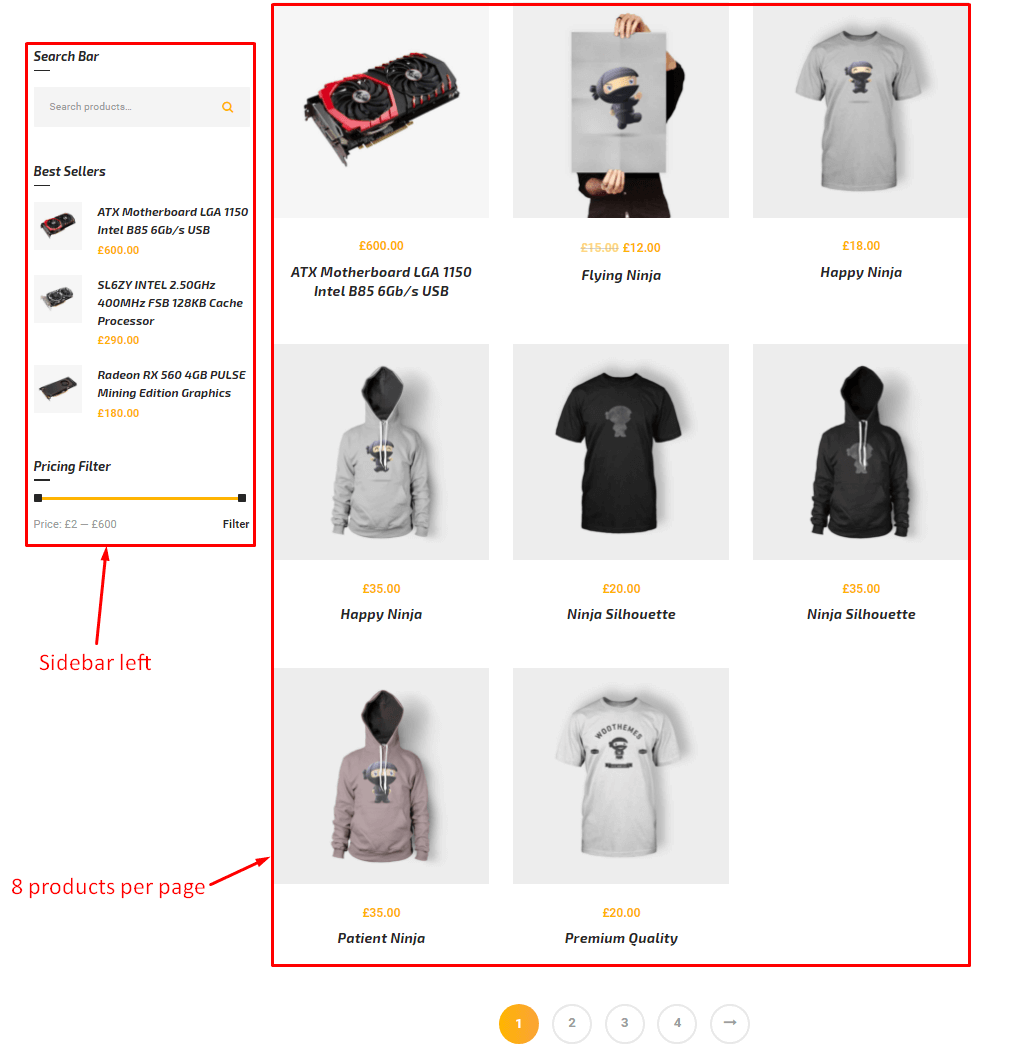 Search Bar
Search products...
Best Sellers
ATX Motherboard LGA 1150
Intel B85 6Gb/s USB
£600.00
SL6ZY INTEL 2.50GHz
400MHz FSB 128KB Cache
Processor
£290.00
Radeon RX 560 4GB PULSE
Mining Edition Graphics
£180.00
Pricing Filter
Price: £2 — £600
Filter
Sidebar left
8 products per page
£600.00
ATX Motherboard LGA 1150
Intel B85 6Gb/s USB
£15.00 £12.00
Flying Ninja
£18.00
Happy Ninja
£35.00
Happy Ninja
£20.00
Ninja Silhouette
£35.00
Ninja Silhouette
£35.00
Patient Ninja
WOOTHEMES
£20.00
Premium Quality
1 2 3 4 →